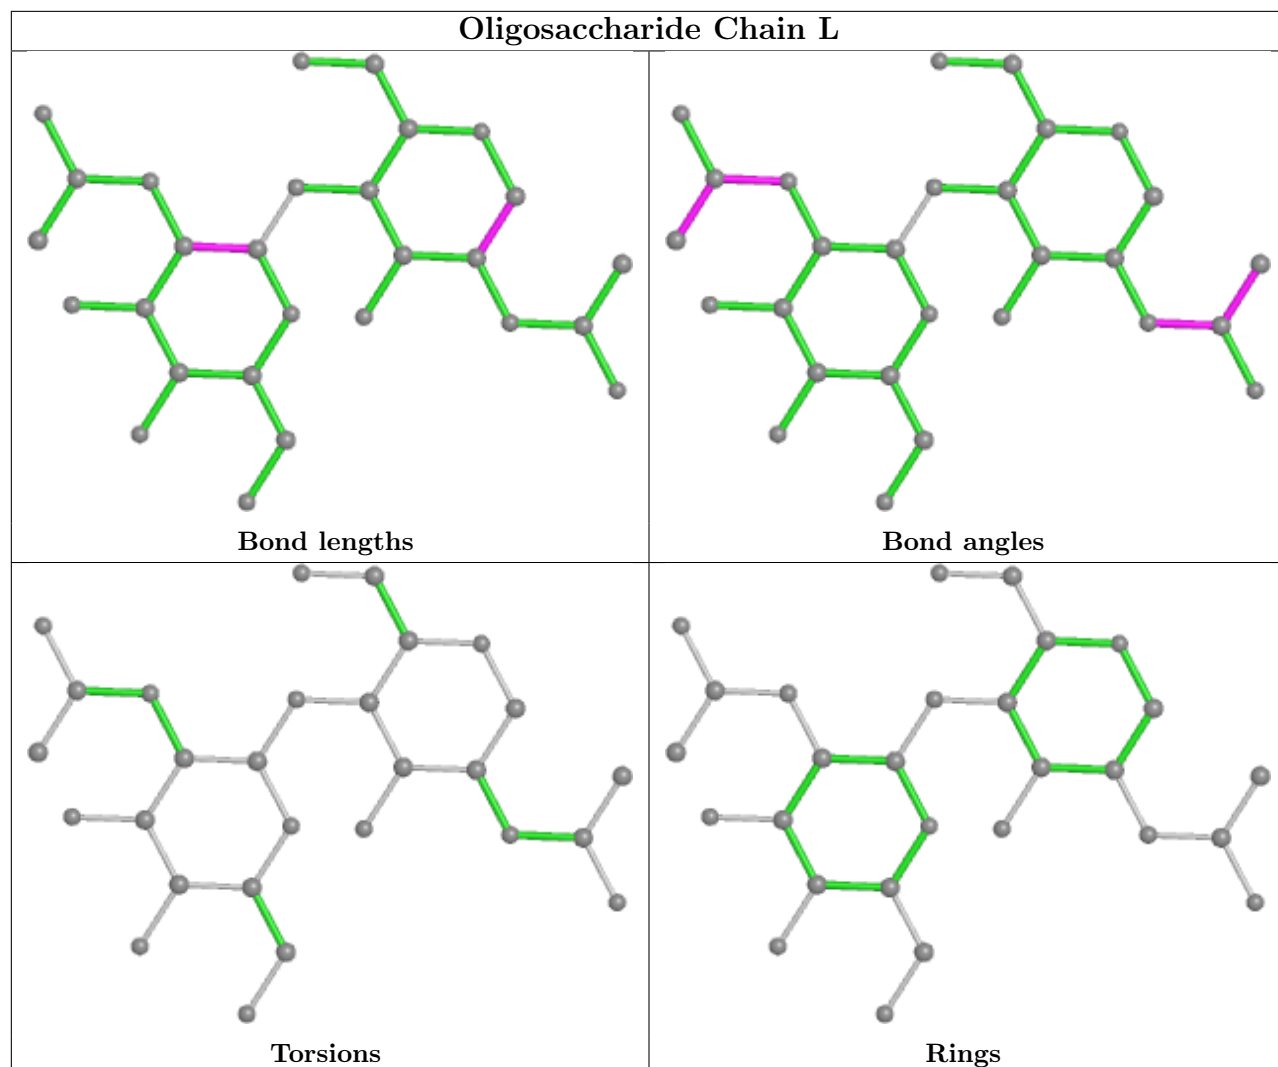 Oligosaccharide Chain L
Bond lengths
Bond angles
Torsions
Rings